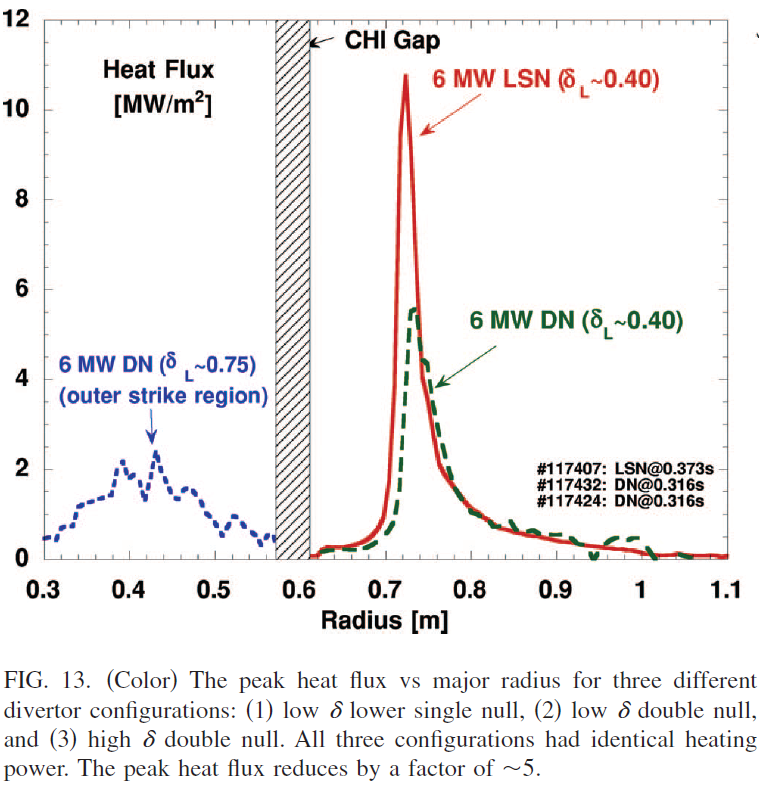 12
10
8
6
4
2
0
Heat Flux
[MW/m²]
CHI Gap
6 MW LSN (δL~0.40)
6 MW DN (δL~0.40)
6 MW DN (δL~0.75)
(outer strike region)
#117407: LSN@0.373s
#117432: DN@0.316s
#117424: DN@0.316s
0.3 0.4 0.5 0.6 0.7 0.8 0.9 1 1.1
Radius [m]
FIG. 13. (Color) The peak heat flux vs major radius for three different
divertor configurations: (1) low δ lower single null, (2) low δ double null,
and (3) high δ double null. All three configurations had identical heating
power. The peak heat flux reduces by a factor of ~5.